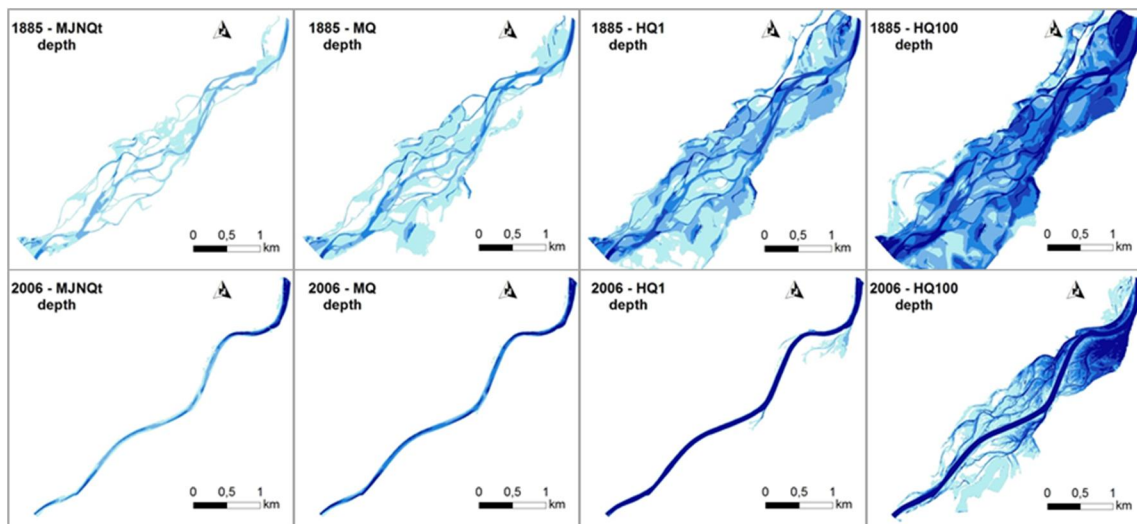 1885 - MJNQt
depth
0 0,5 1
km
1885 - MQ
depth
0 0,5 1
km
1885 - HQ1
depth
0 0,5 1
km
1885 - HQ100
depth
0 0,5 1
km
2006 - MJNQt
depth
0 0,5 1
km
2006 - MQ
depth
0 0,5 1
km
2006 - HQ1
depth
0 0,5 1
km
2006 - HQ100
depth
0 0,5 1
km